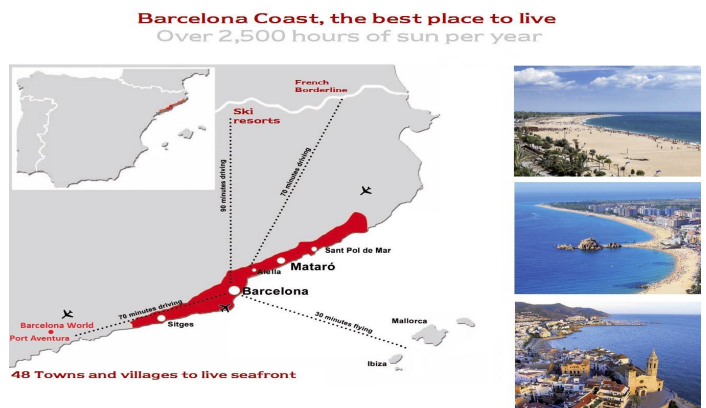 Barcelona Coast, the best place to live
Over 2,500 hours of sun per year
French
Borderline
Ski
resorts
90 minutes driving
70 minutes driving
Sant Pol de Mar
Mataró
Alella
Barcelona
70 minutes driving
30 minutes flying
Sitges
Barcelona World
Port Aventura
Mallorca
Ibiza
48 Towns and villages to live seafront